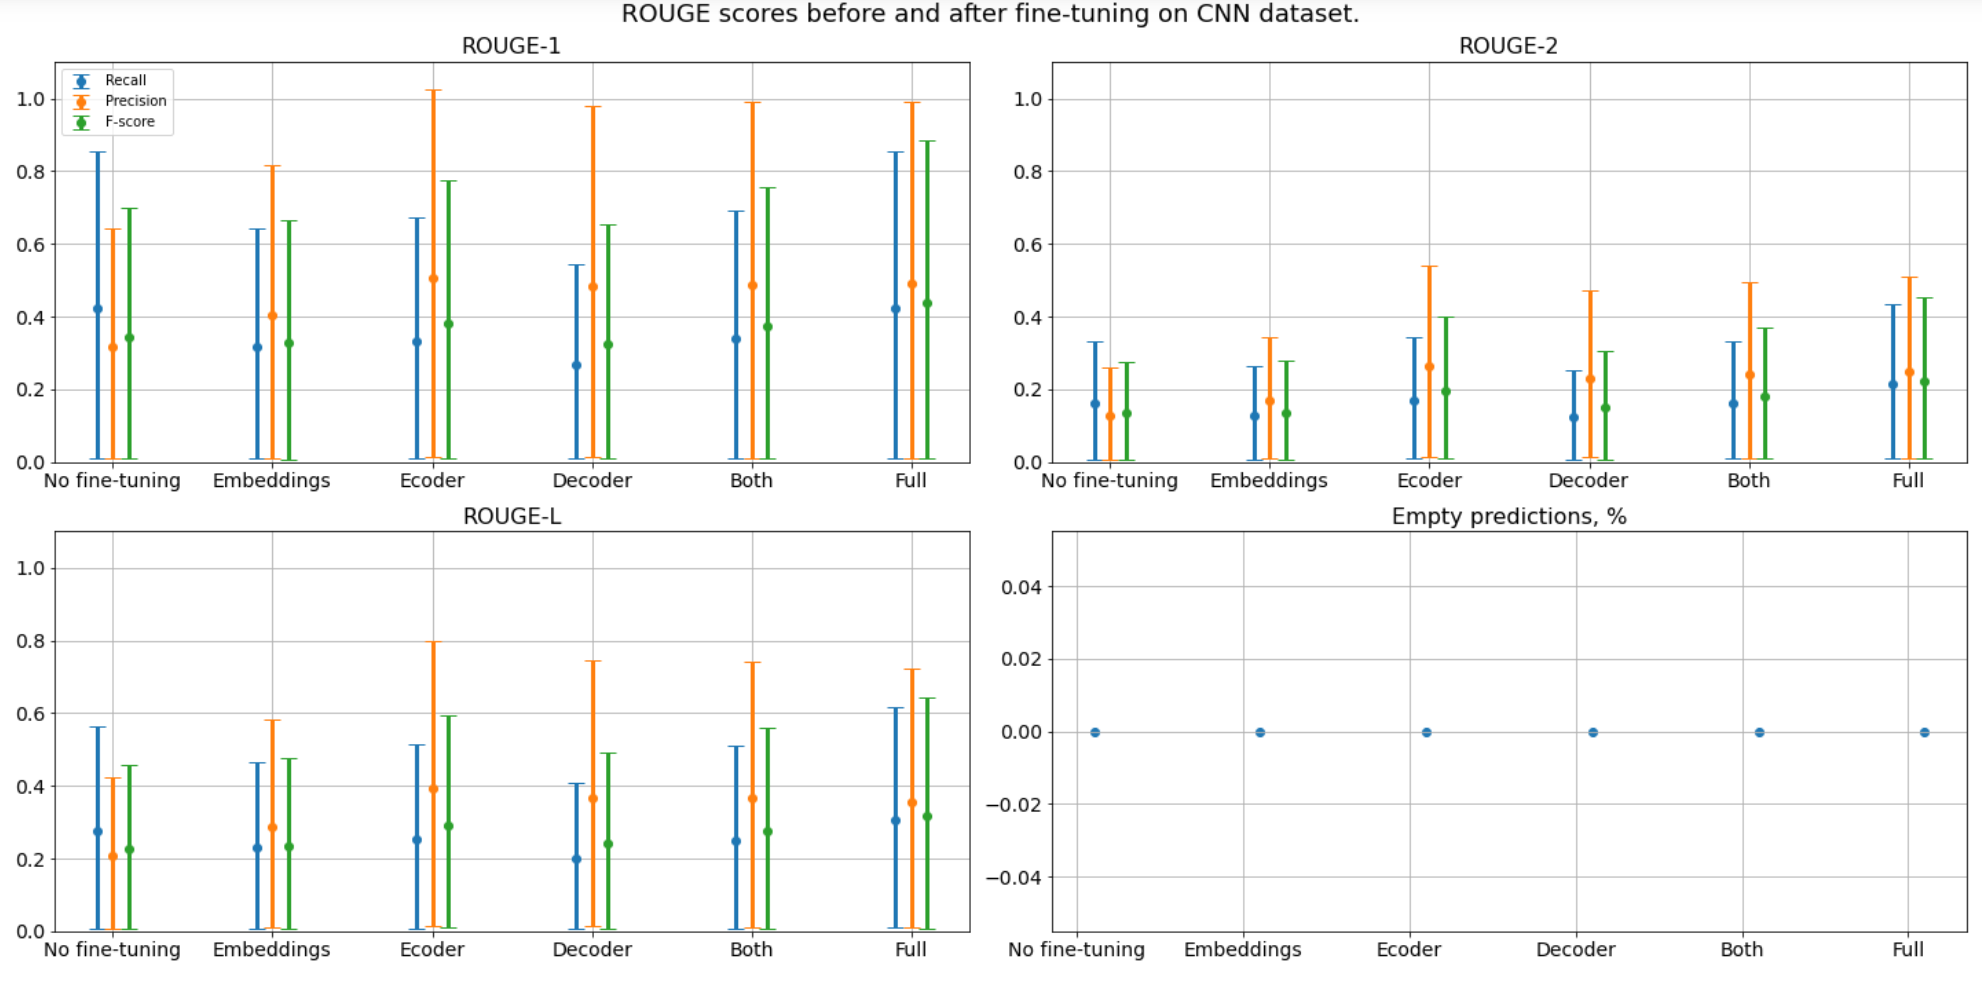 ROUGE scores before and after fine-tuning on CNN dataset.
ROUGE-1
Recall
Precision
F-score
1.0
0.8
0.6
0.4
0.2
0.0
No fine-tuning Embeddings Ecoder Decoder Both Full
ROUGE-2
1.0
0.8
0.6
0.4
0.2
0.0
No fine-tuning Embeddings Ecoder Decoder Both Full
ROUGE-L
1.0
0.8
0.6
0.4
0.2
0.0
No fine-tuning Embeddings Ecoder Decoder Both Full
Empty predictions, %
0.04
0.02
0.00
−0.02
−0.04
No fine-tuning Embeddings Ecoder Decoder Both Full